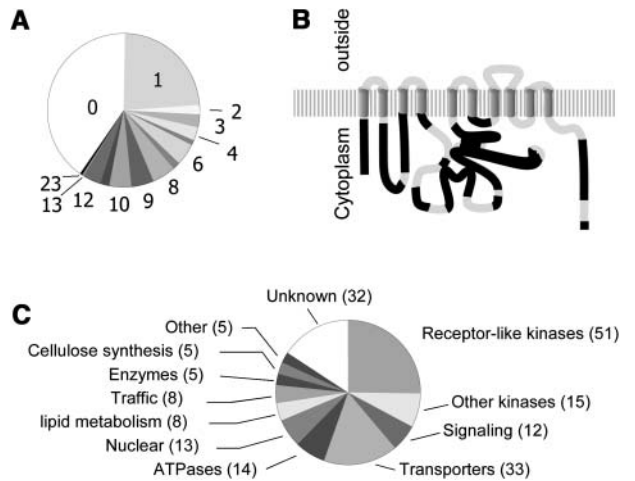 A
0
1
2
3
4
6
8
9
10
12
13
23
B
outside
Cytoplasm
C
Unknown (32)
Receptor-like kinases (51)
Other kinases (15)
Signaling (12)
Transporters (33)
ATPases (14)
Nuclear (13)
lipid metabolism (8)
Traffic (8)
Enzymes (5)
Cellulose synthesis (5)
Other (5)